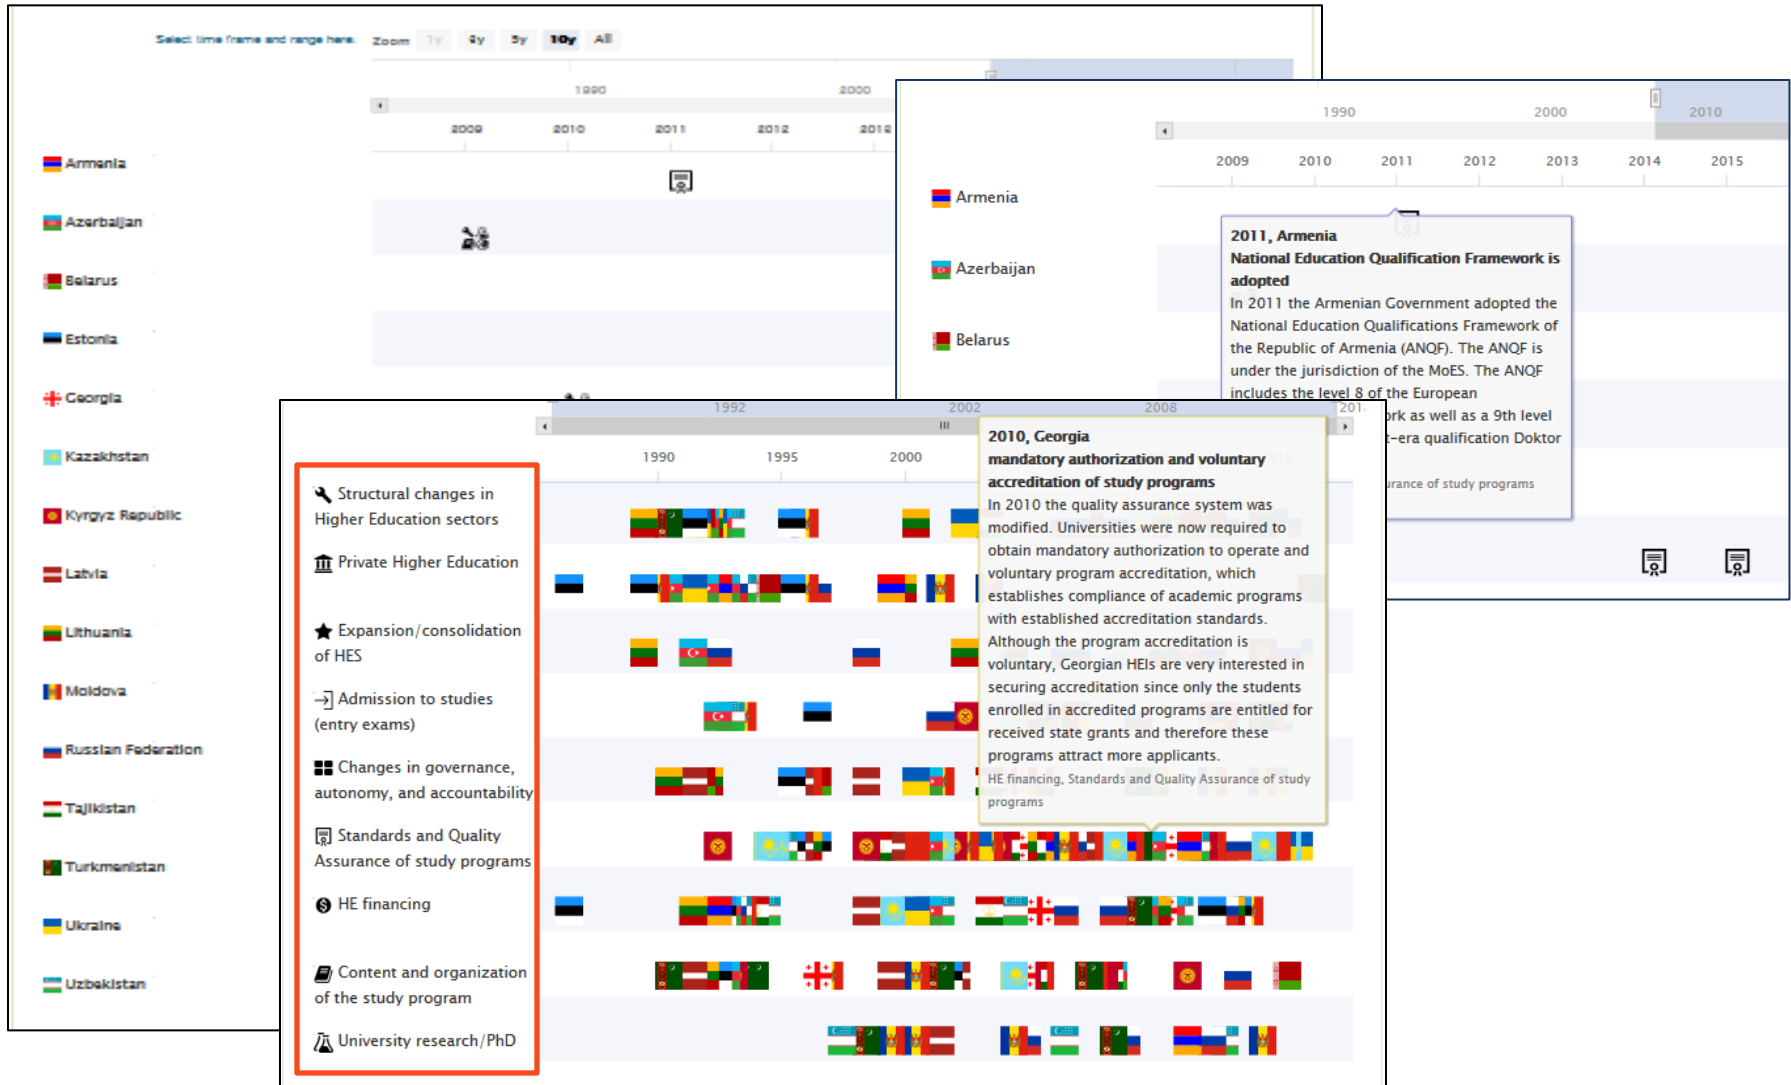 Select time frame and range here.
Zoom 1y 4y 5y 10y All
1990 2000
2009 2010 2011 2012 2013
Armenia
Azerbaijan
Belarus
Estonia
Georgia
Kazakhstan
Kyrgyz Republic
Latvia
Lithuania
Moldova
Russian Federation
Tajikistan
Turkmenistan
Ukraine
Uzbekistan
1990 2000 2010
2009 2010 2011 2012 2013 2014 2015
Armenia
Azerbaijan
Belarus
2011, Armenia
National Education Qualification Framework is
adopted
In 2011 the Armenian Government adopted the
National Education Qualifications Framework of
the Republic of Armenia (ANQF). The ANQF is
under the jurisdiction of the MoES. The ANQF
includes the level 8 of the European
as well as a 9th level
qualification Doktor
of study programs
1992 2002 2008
1990 1995 2000
Structural changes in
Higher Education sectors
Private Higher Education
Expansion/consolidation
of HES
Admission to studies
(entry exams)
Changes in governance,
autonomy, and accountability
Standards and Quality
Assurance of study programs
HE financing
Content and organization
of the study program
University research/PhD
2010, Georgia
mandatory authorization and voluntary
accreditation of study programs
In 2010 the quality assurance system was
modified. Universities were now required to
obtain mandatory authorization to operate and
voluntary program accreditation, which
establishes compliance of academic programs
with established accreditation standards.
Although the program accreditation is
voluntary, Georgian HEIs are very interested in
securing accreditation since only the students
enrolled in accredited programs are entitled for
received state grants and therefore these
programs attract more applicants.
HE financing, Standards and Quality Assurance of study
programs